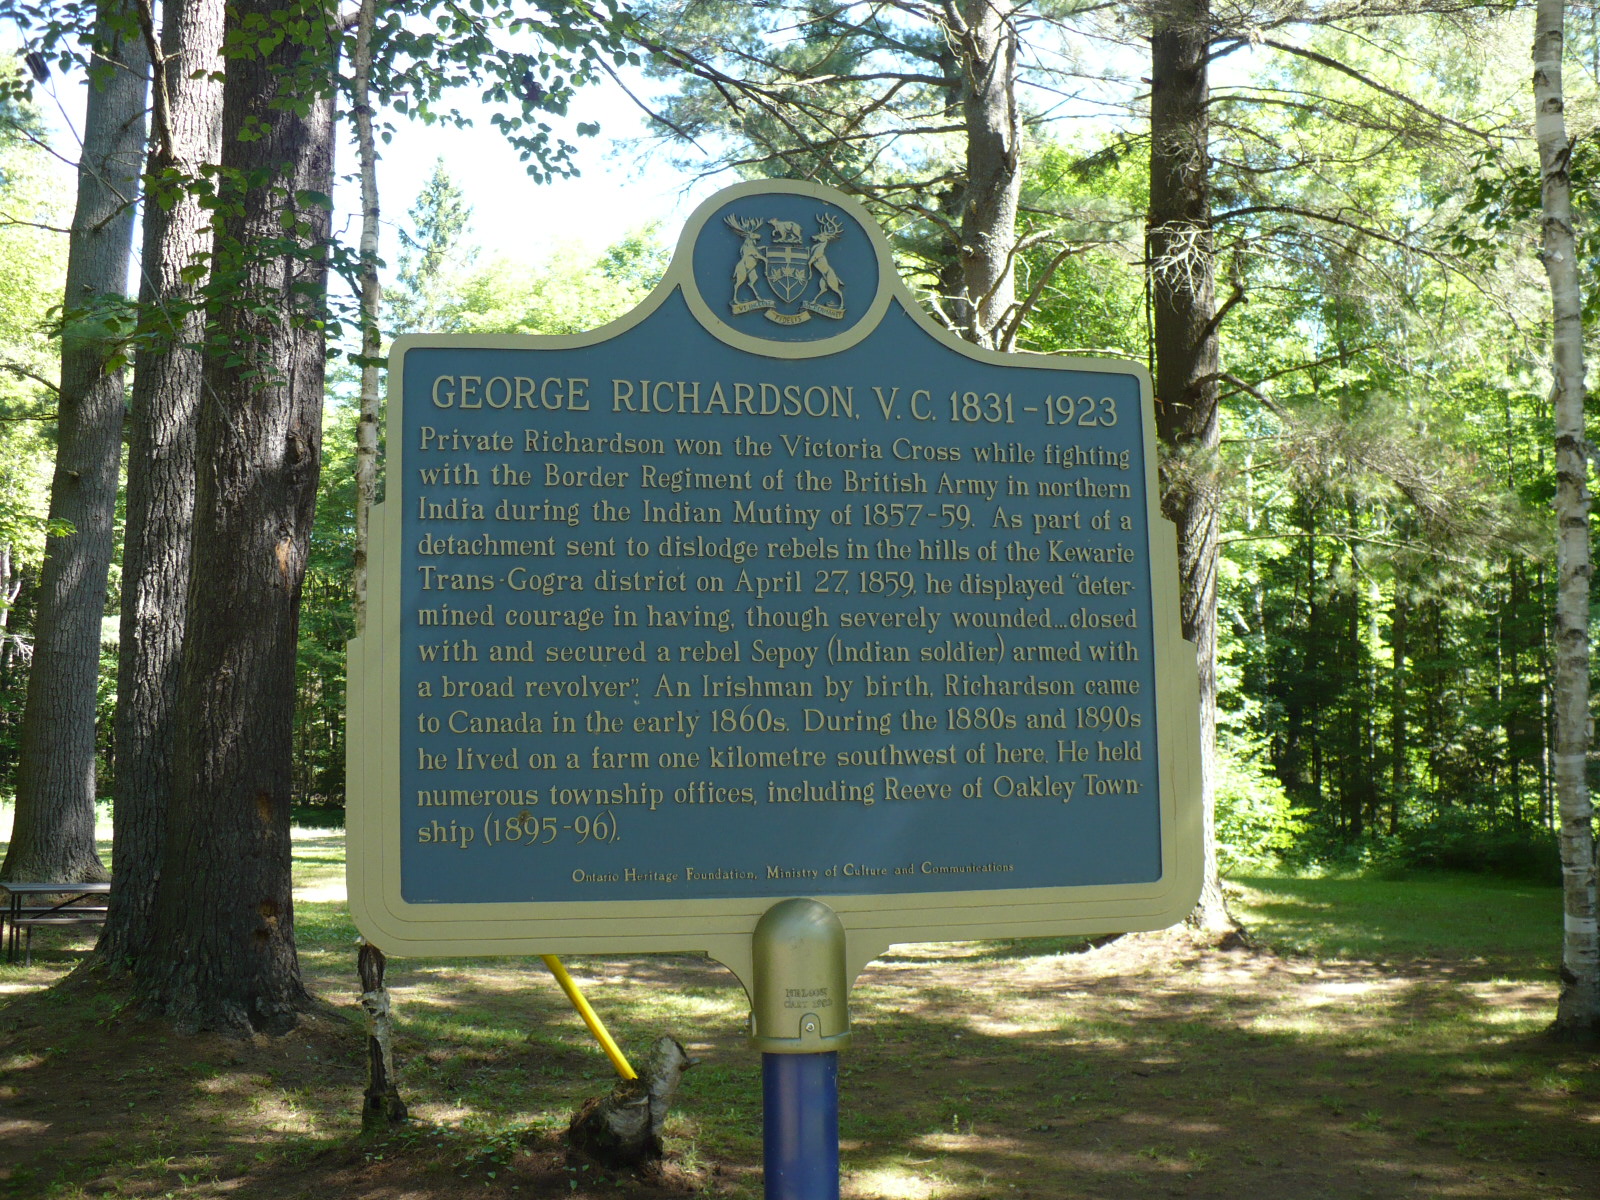 GEORGE RICHARDSON, V.C. 1831-1923
Private Richardson won the Victoria Cross while fighting
with the Border Regiment of the British Army in northern
India during the Indian Mutiny of 1857-59. As part of a
detachment sent to dislodge rebels in the hills of the Kewarie
Trans-Gogra district on April 27, 1859, he displayed "deter-
mined courage in having, though severely wounded...closed
with and secured a rebel Sepoy (Indian soldier) armed with
a broad revolver". An Irishman by birth, Richardson came
to Canada in the early 1860s. During the 1880s and 1890s
he lived on a farm one kilometre southwest of here. He held
numerous township offices, including Reeve of Oakley Town-
ship (1895-96).
Ontario Heritage Foundation, Ministry of Culture and Communications